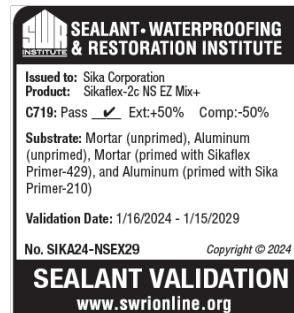 SWR
INSTITUTE
SEALANT • WATERPROOFING
& RESTORATION INSTITUTE
Issued to: Sika Corporation
Product: Sikaflex-2c NS EZ Mix+
C719: Pass ✔ Ext:+50% Comp:-50%
Substrate: Mortar (unprimed), Aluminum
(unprimed), Mortar (primed with Sikaflex
Primer-429), and Aluminum (primed with Sika
Primer-210)
Validation Date: 1/16/2024 - 1/15/2029
No. SIKA24-NSEX29 Copyright © 2024
SEALANT VALIDATION
www.swrionline.org